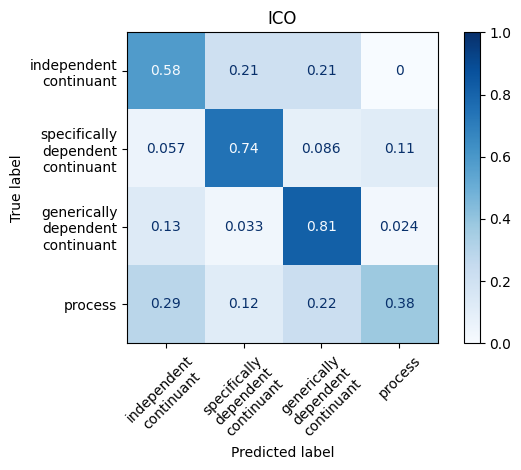 ICO
True label
independent
continuant
0.58 0.21 0.21 0
specifically
dependent
continuant
0.057 0.74 0.086 0.11
generically
dependent
continuant
0.13 0.033 0.81 0.024
process
0.29 0.12 0.22 0.38
independent
continuant
specifically
dependent
continuant
generically
dependent
continuant
process
Predicted label
1.0
0.8
0.6
0.4
0.2
0.0